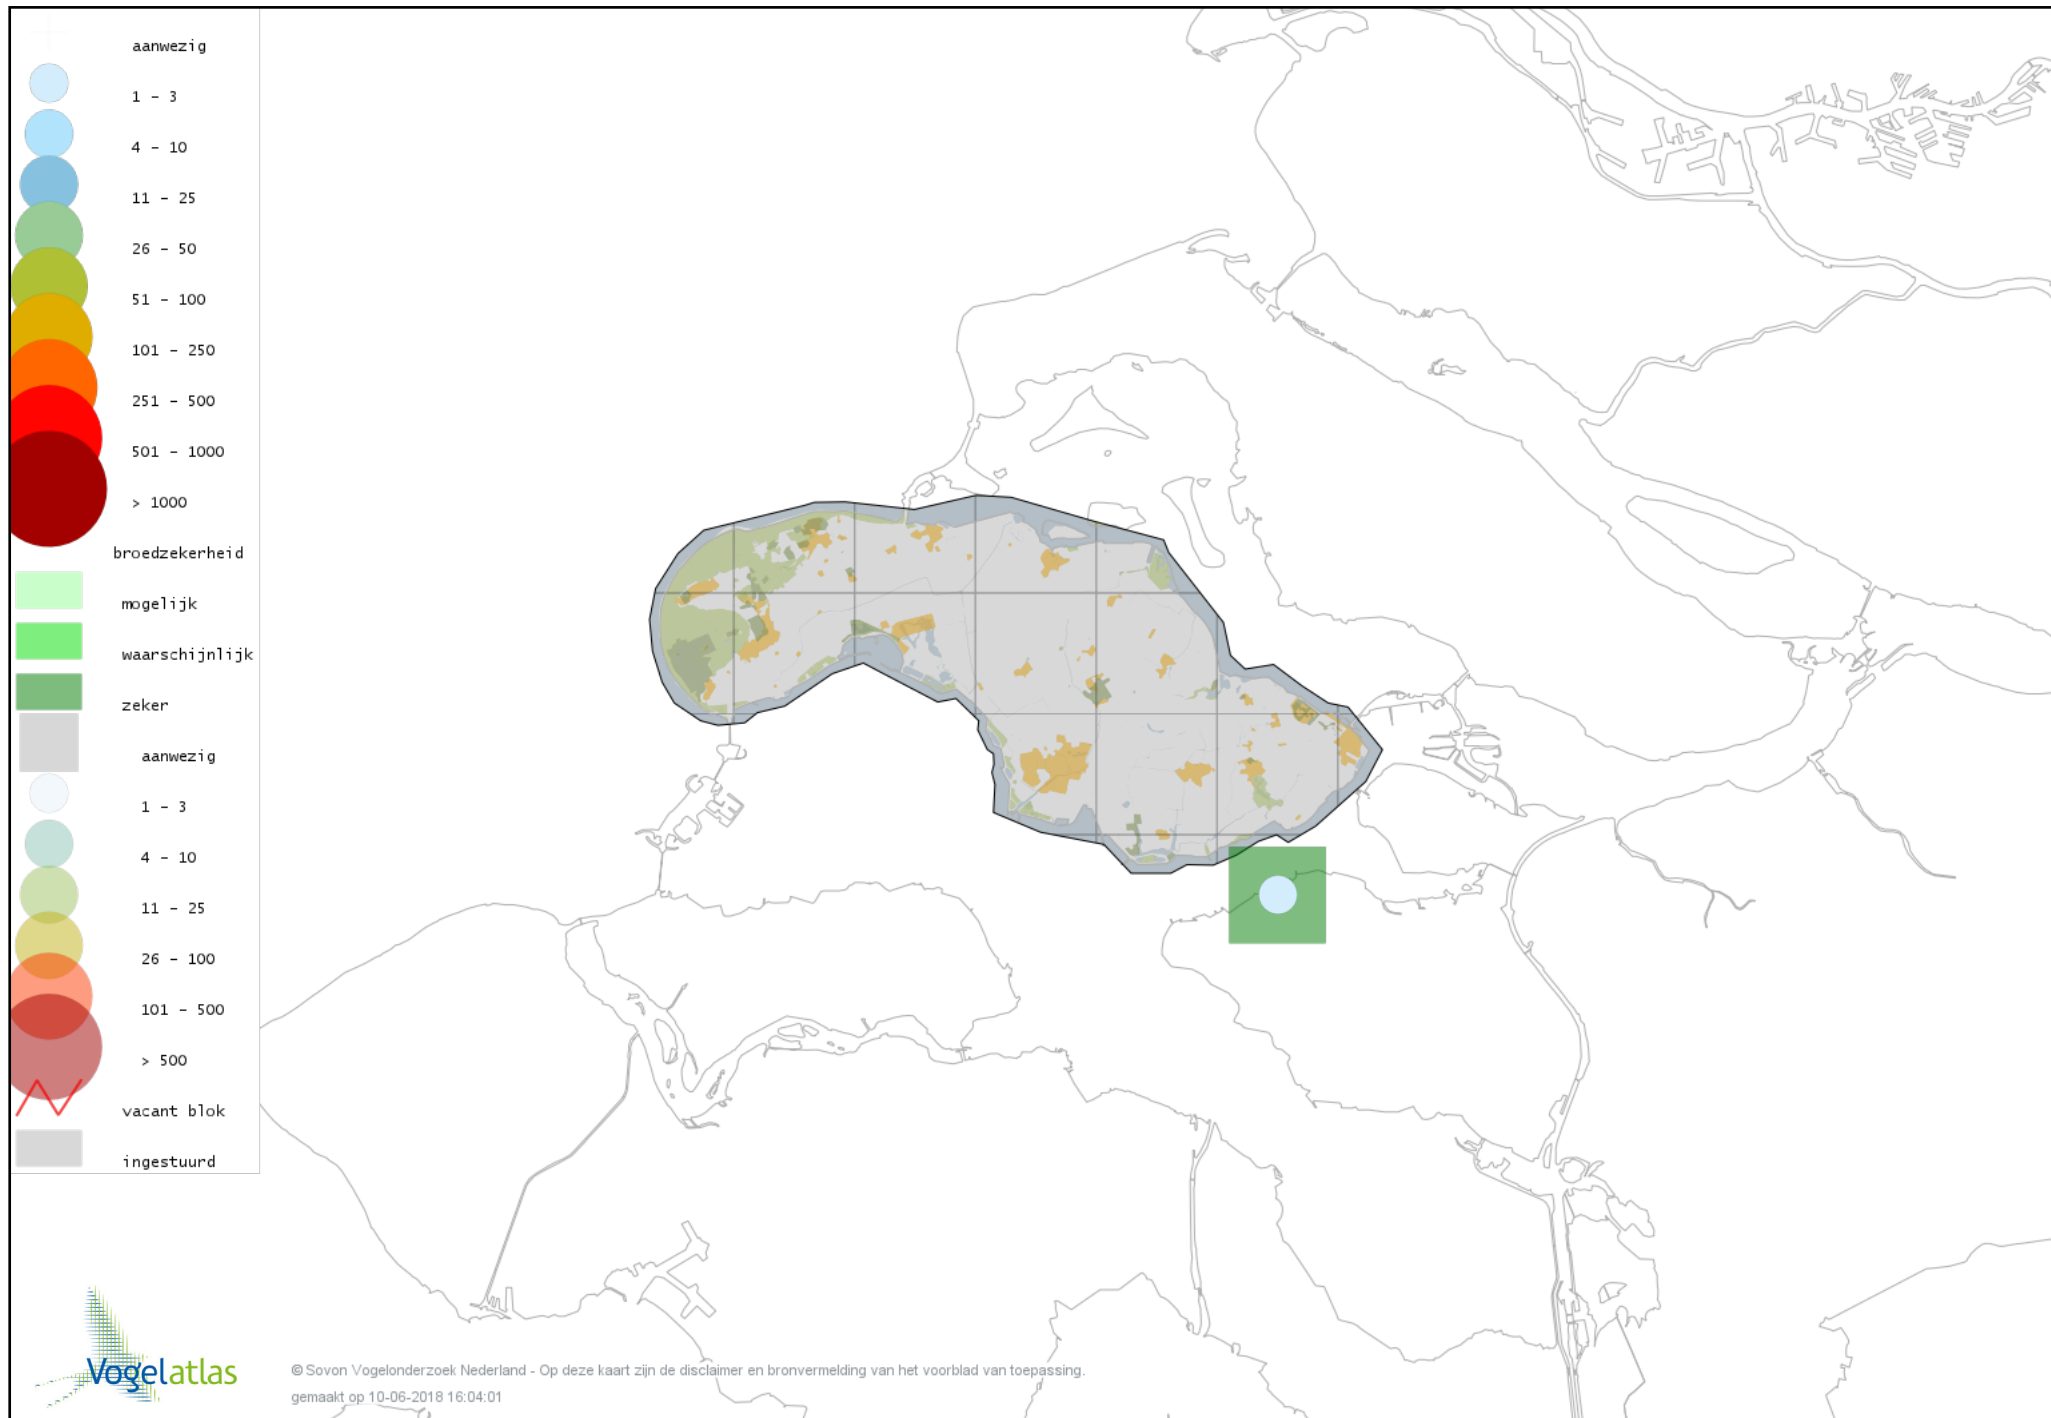 aanwezig
1 - 3
4 - 10
11 - 25
26 - 50
51 - 100
101 - 250
251 - 500
501 - 1000
> 1000
broedzekerheid
mogelijk
waarschijnlijk
zeker
aanwezig
1 - 3
4 - 10
11 - 25
26 - 100
101 - 500
> 500
vacant blok
ingestuurd
Vogelatlas
© Sovon Vogelonderzoek Nederland - Op deze kaart zijn de disclaimer en bronvermelding van het voorblad van toepassing.
gemaakt op 10-06-2018 16:04:01